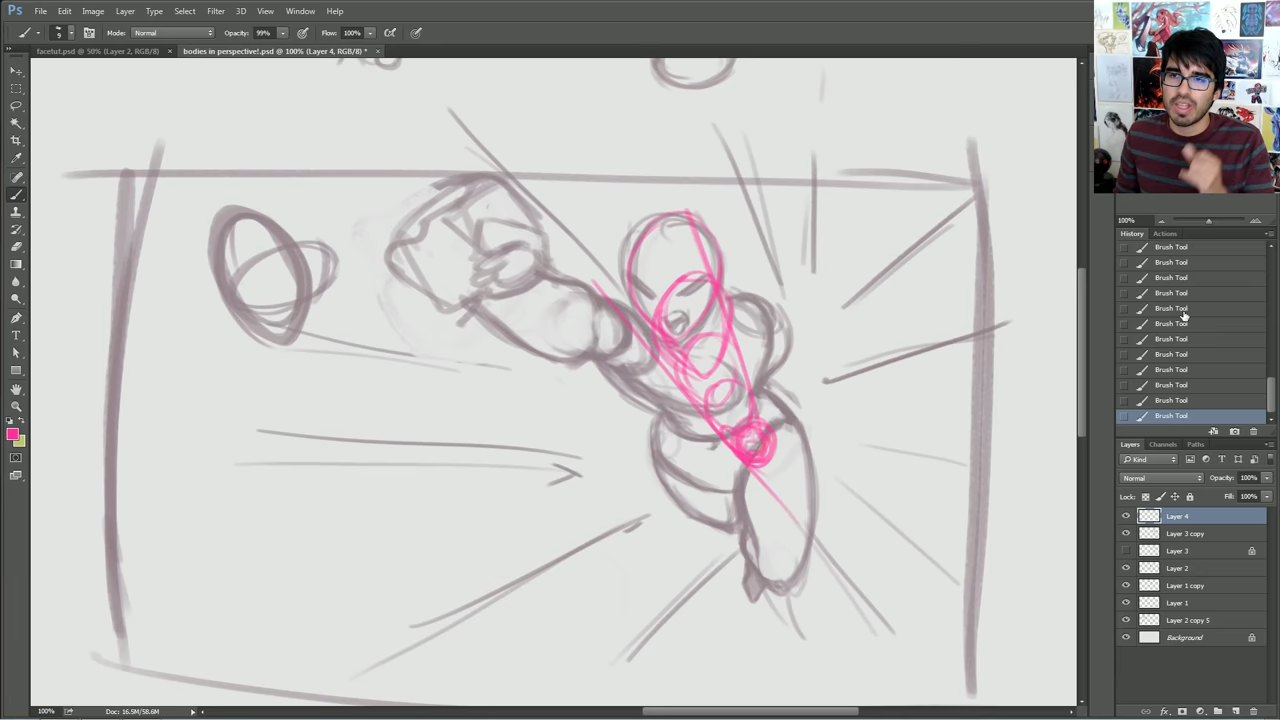 Ps File Edit Image Layer Type Select Filter 3D View Window Help
9 Mode: Normal Opacity: 99% Flow: 100%
facetut.psd @ 50% (Layer 2, RGB/8) × bodies in perspective!.psd @ 100% (Layer 4, RGB/8) * ×
100%
History Actions
Brush Tool
Brush Tool
Brush Tool
Brush Tool
Brush Tool
Brush Tool
Brush Tool
Brush Tool
Brush Tool
Brush Tool
Brush Tool
Brush Tool
Layers Channels Paths
Kind
Normal Opacity: 100%
Lock: Fill: 100%
Layer 4
Layer 3 copy
Layer 3
Layer 2
Layer 1 copy
Layer 1
Layer 2 copy 5
Background
100% Doc: 16.5M/58.6M